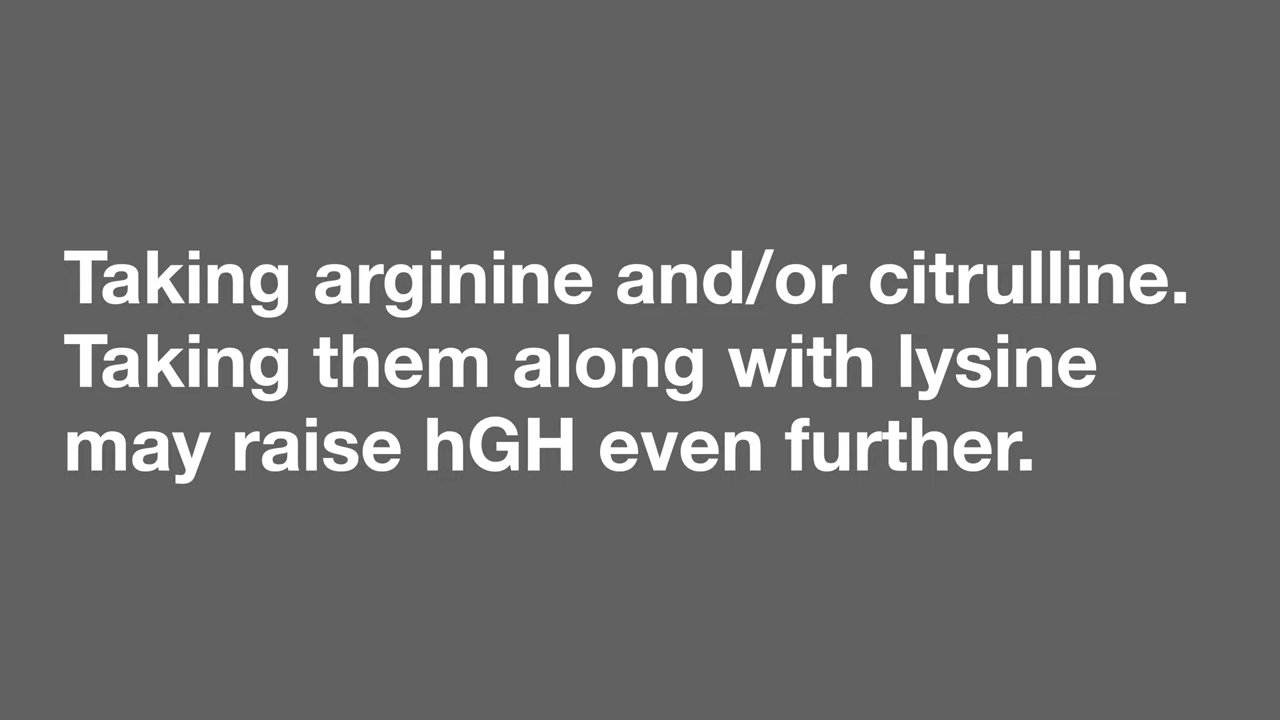 Taking arginine and/or citrulline.
Taking them along with lysine
may raise hGH even further.